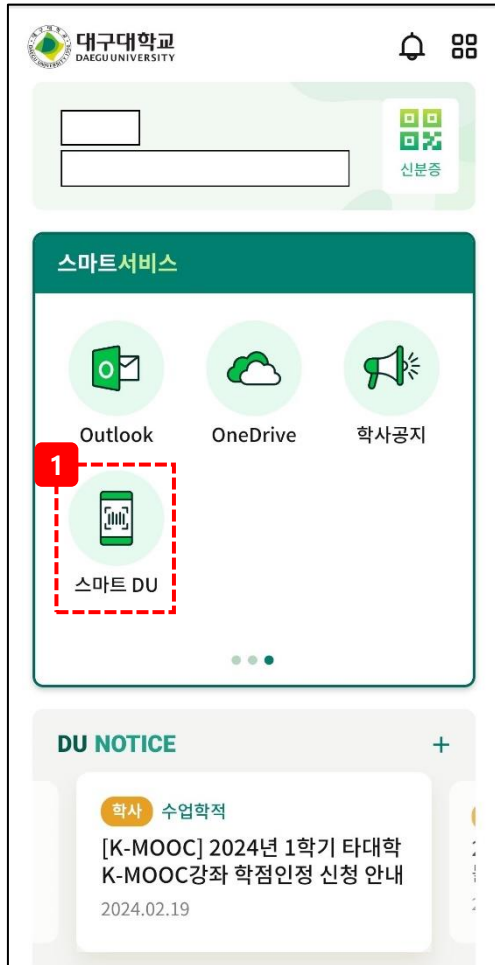 대구대학교
DAEGU UNIVERSITY
신분증
스마트서비스
Outlook OneDrive 학사공지
1
스마트 DU
DU NOTICE +
학사 수업학적
[K-MOOC] 2024년 1학기 타대학
K-MOOC강좌 학점인정 신청 안내
2024.02.19